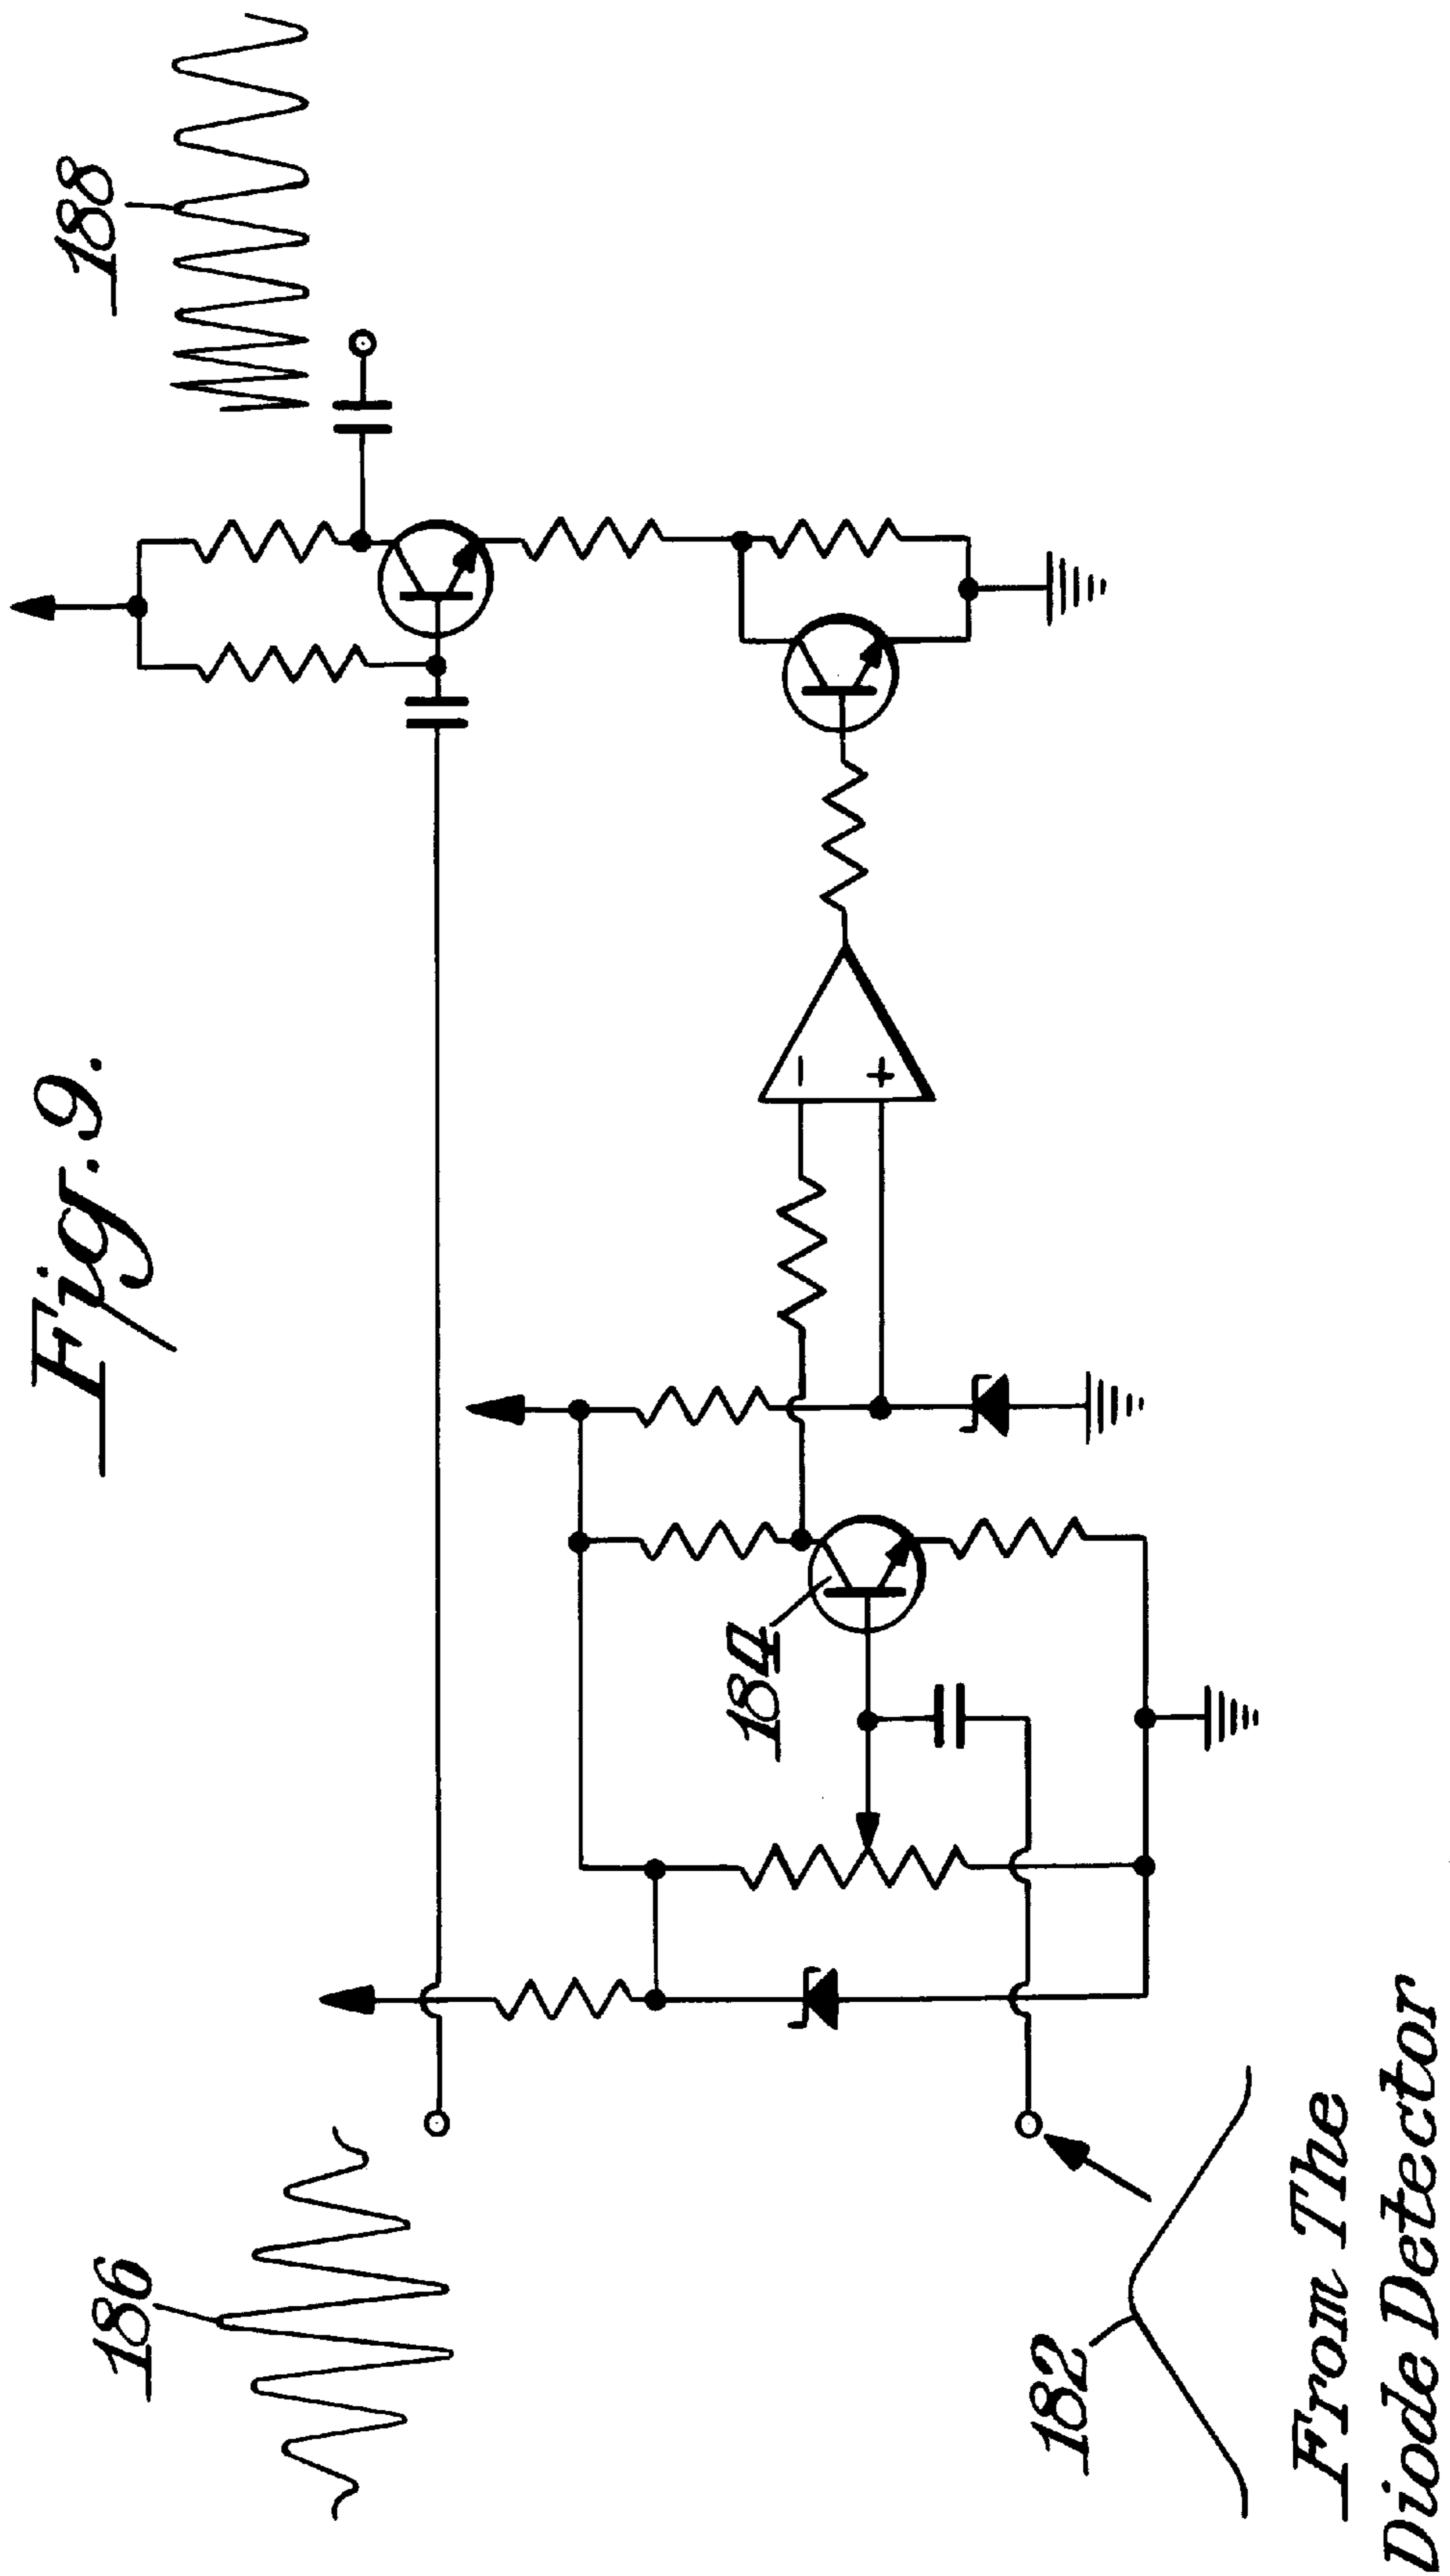 Fig. 9.
188
186
184
182
−
+
From The
Diode Detector